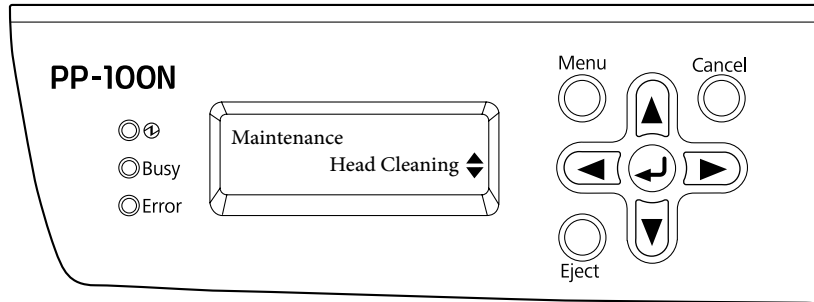 PP-100N
Busy
Error
Maintenance
Head Cleaning
Menu
Cancel
Eject